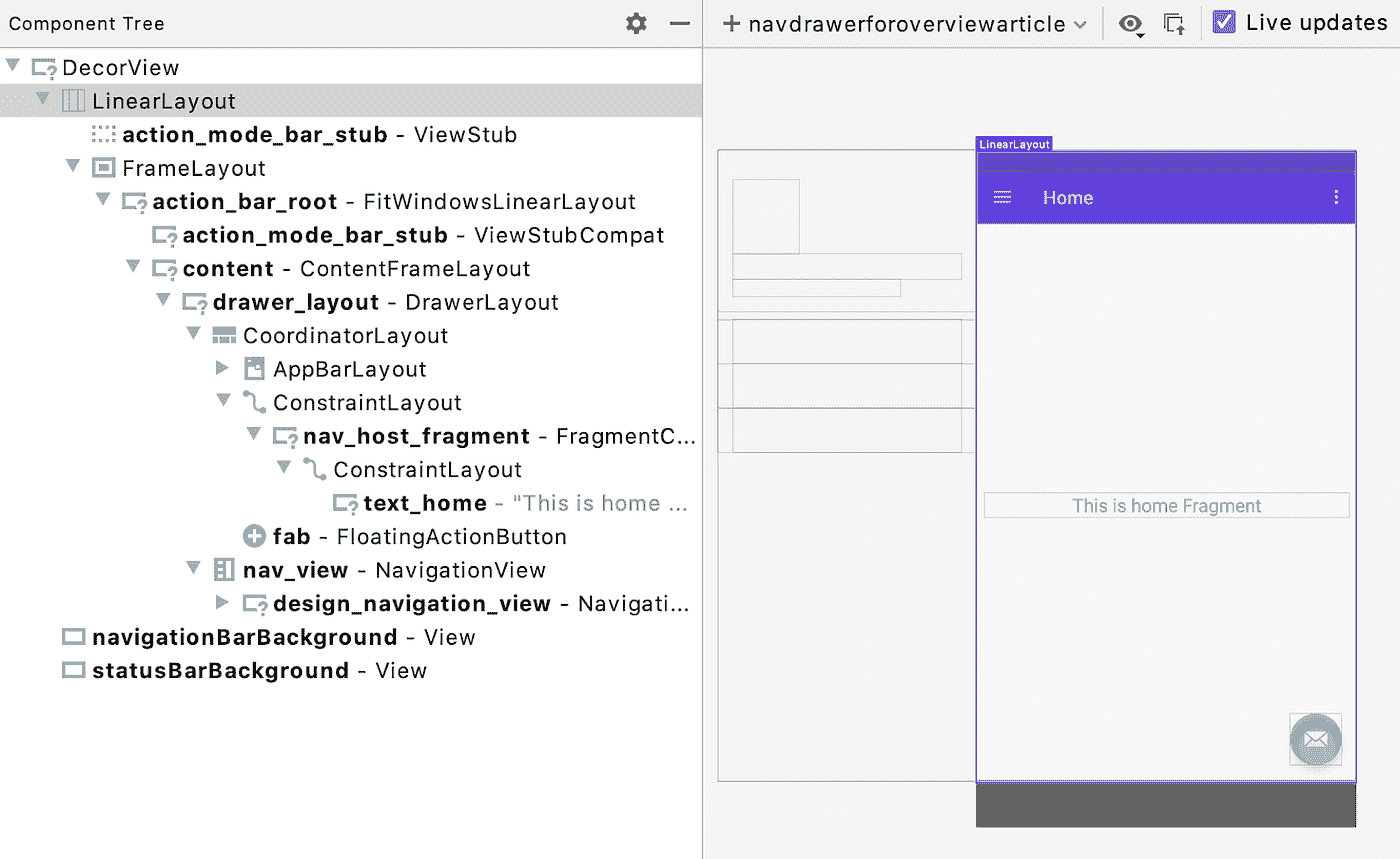 Component Tree
DecorView
LinearLayout
action_mode_bar_stub - ViewStub
FrameLayout
action_bar_root - FitWindowsLinearLayout
action_mode_bar_stub - ViewStubCompat
content - ContentFrameLayout
drawer_layout - DrawerLayout
CoordinatorLayout
AppBarLayout
ConstraintLayout
nav_host_fragment - FragmentC...
ConstraintLayout
text_home - "This is home ...
fab - FloatingActionButton
nav_view - NavigationView
design_navigation_view - Navigati...
navigationBarBackground - View
statusBarBackground - View
navdrawerforoverviewarticle
Live updates
LinearLayout
Home
This is home Fragment